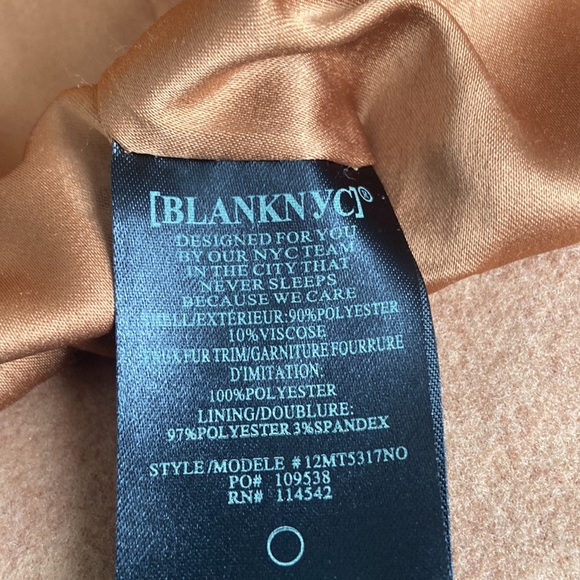 [BLANKNYC]®
DESIGNED FOR YOU
BY OUR NYC TEAM
IN THE CITY THAT
NEVER SLEEPS
BECAUSE WE CARE
SHELL/EXTÉRIEUR:90%POLYESTER
10%VISCOSE
FAUX FUR TRIM/GARNITURE FOURRURE
D'IMITATION:
100%POLYESTER
LINING/DOUBLURE:
97%POLYESTER 3%SPANDEX
STYLE/MODELE #12MT5317NO
PO# 109538
RN# 114542